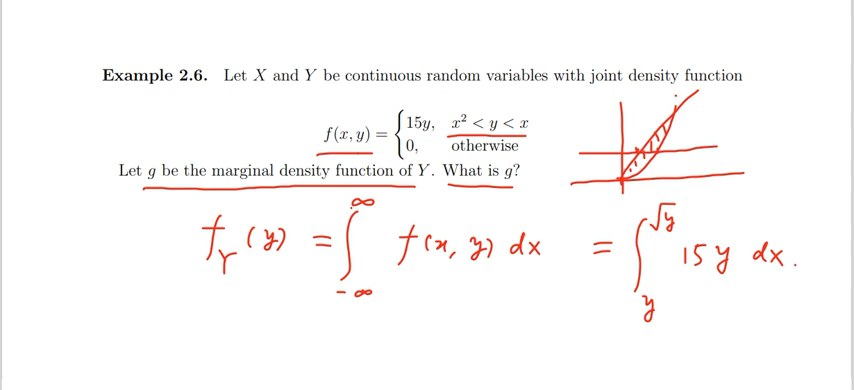 Example 2.6. Let X and Y be continuous random variables with joint density function
f(x, y) = { 15y, x² < y < x
0, otherwise
Let g be the marginal density function of Y. What is g?
f_Y(y) = ∫_{-∞}^{∞} f(x, y) dx = ∫_y^{√y} 15y dx.